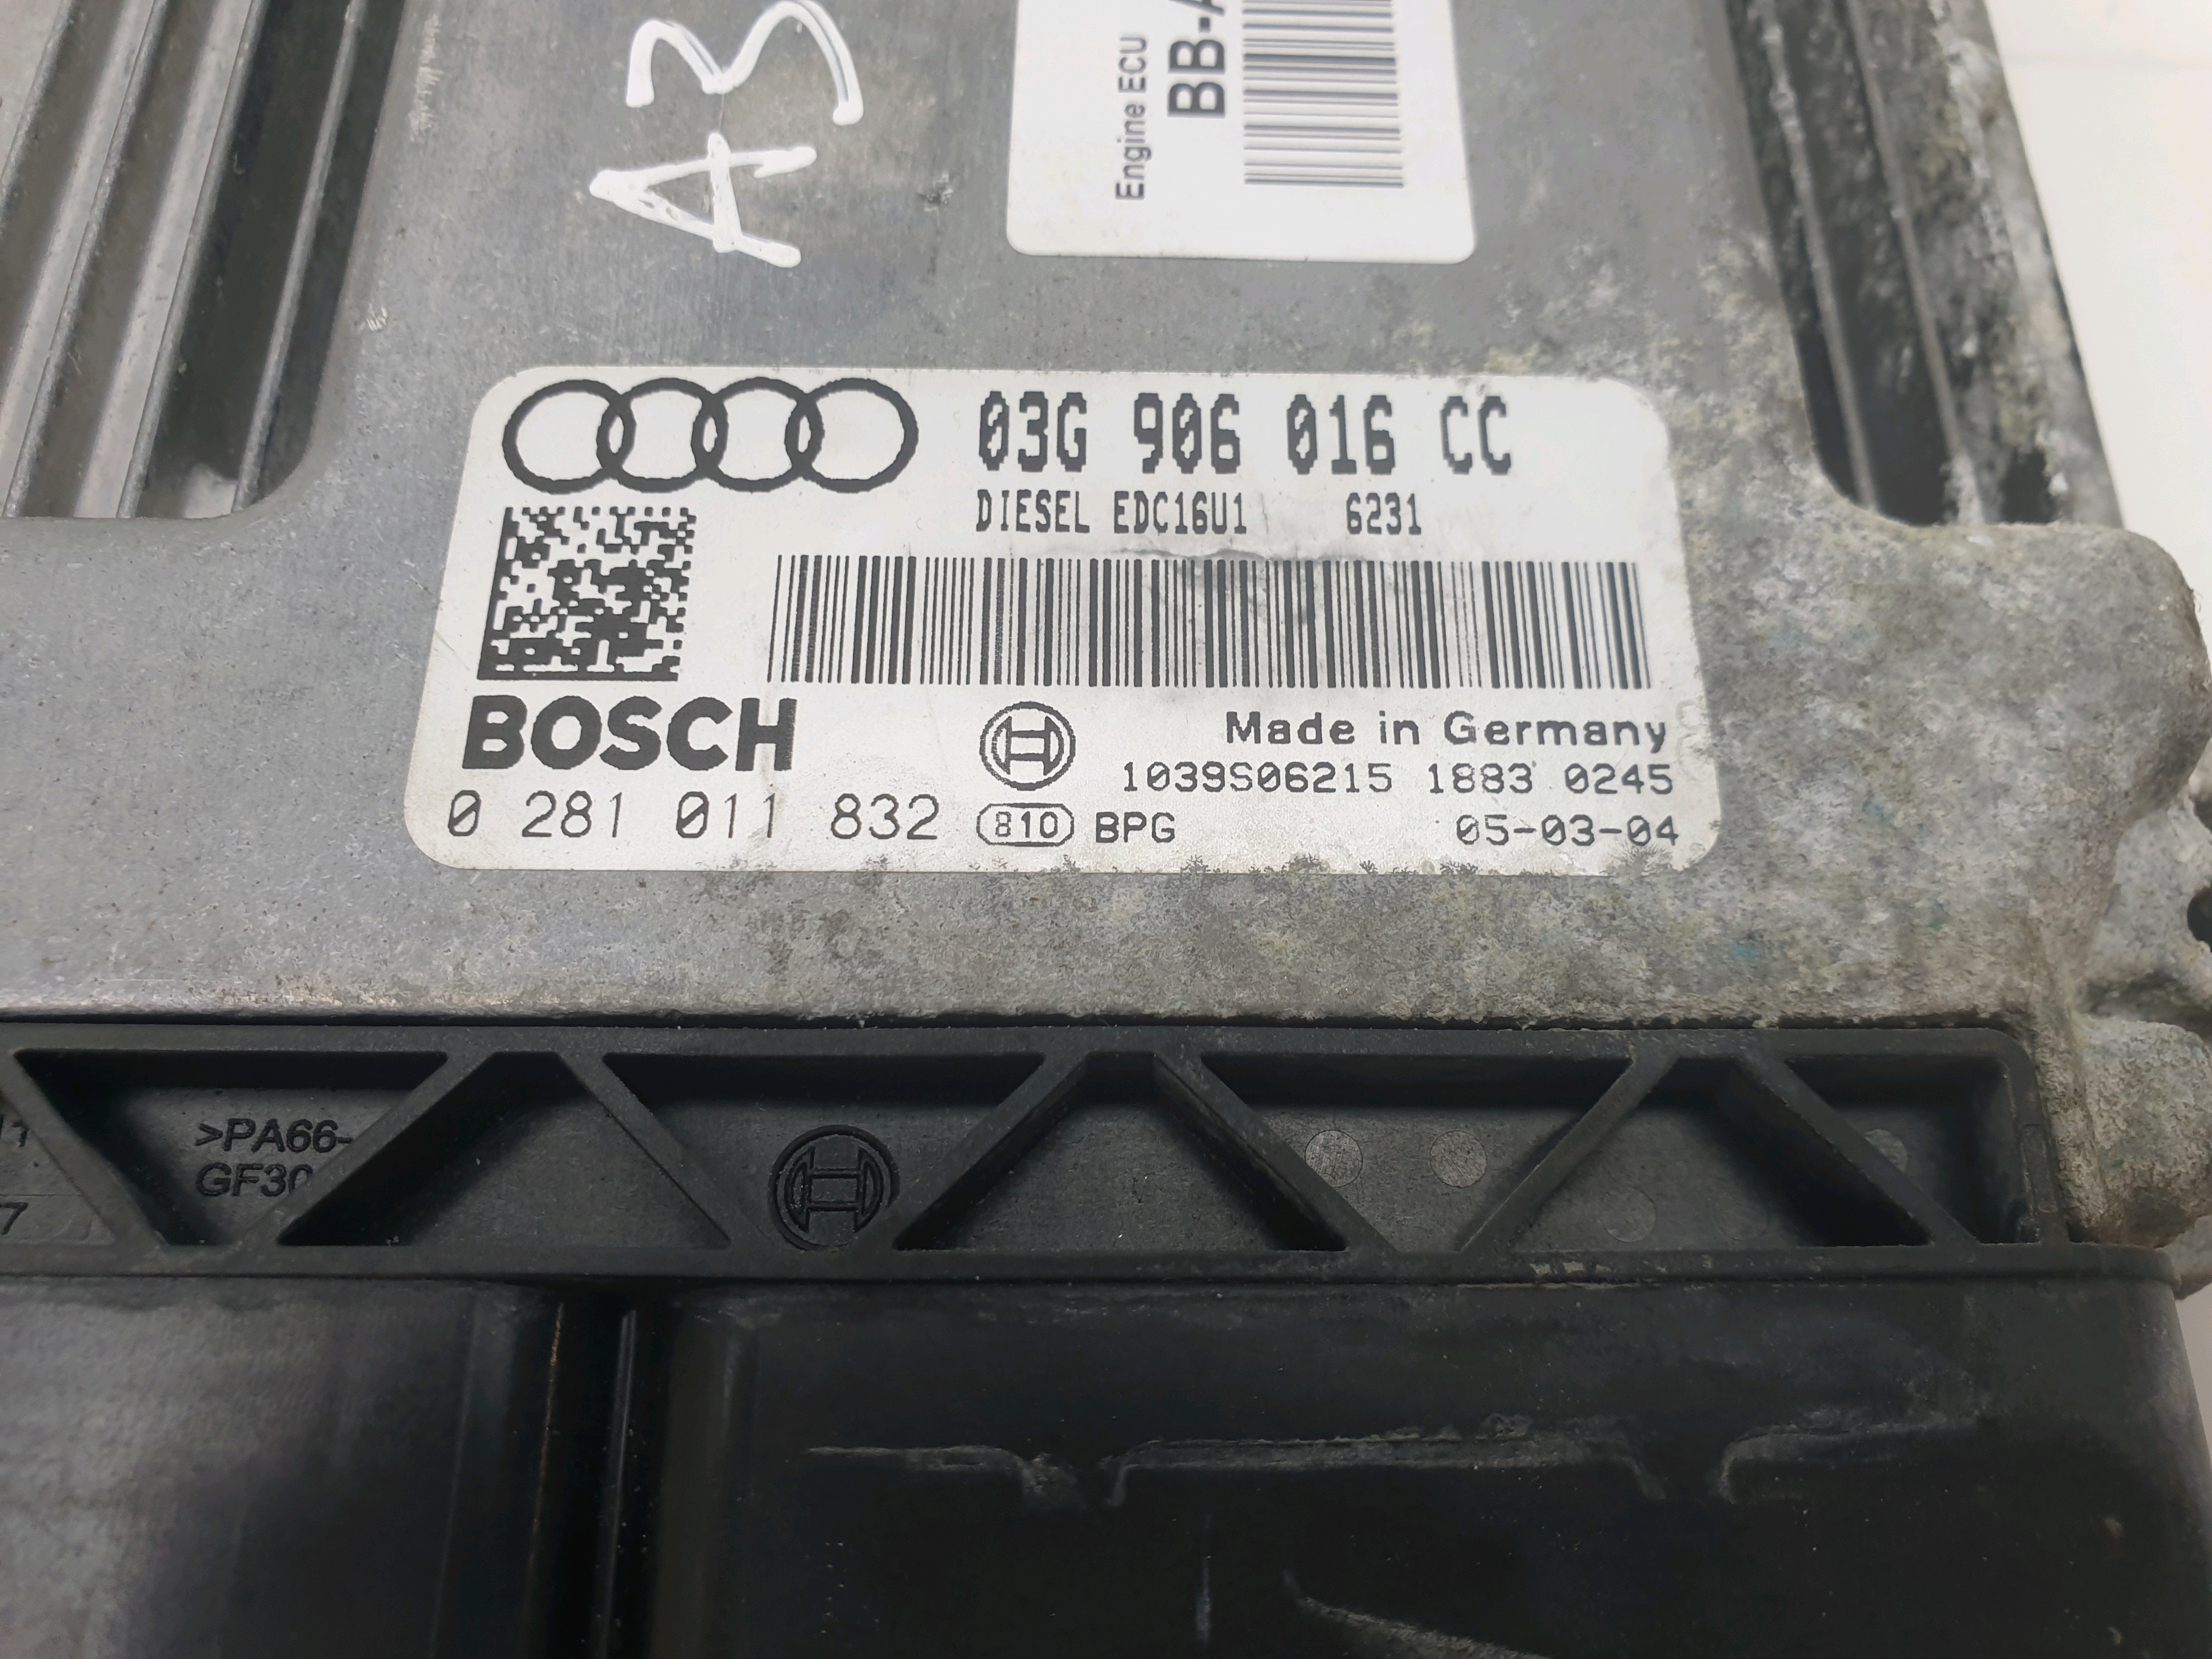 A3
Engine ECU
BB-A
03G 906 016 CC
DIESEL EDC16U1 6231
BOSCH
Made in Germany
1039S06215 1883 0245
0 281 011 832 810 BPG 05-03-04
>PA66-
GF30
7